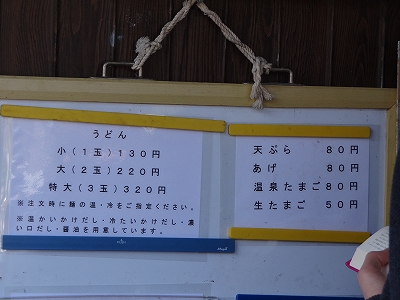 うどん
小(1玉)130円
大(2玉)220円
特大(3玉)320円
※注文時に麺の温・冷をご指定ください。
※温かいかけだし・冷たいかけだし・濃
い口だし・醤油を用意しています。
天ぷら 80円
あげ 80円
温泉たまご80円
生たまご 50円